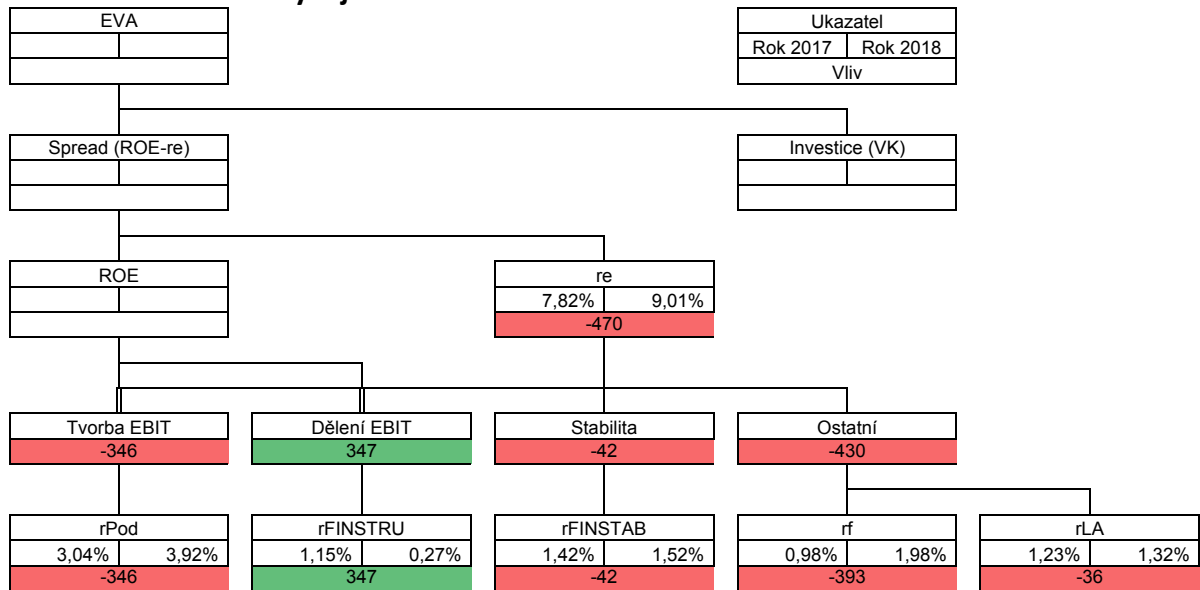 EVA
Ukazatel
Rok 2017 Rok 2018
Vliv
Spread (ROE-re)
Investice (VK)
ROE
re
7,82% 9,01%
-470
Tvorba EBIT
-346
Dělení EBIT
347
Stabilita
-42
Ostatní
-430
rPod
3,04% 3,92%
-346
rFINSTRU
1,15% 0,27%
347
rFINSTAB
1,42% 1,52%
-42
rf
0,98% 1,98%
-393
rLA
1,23% 1,32%
-36